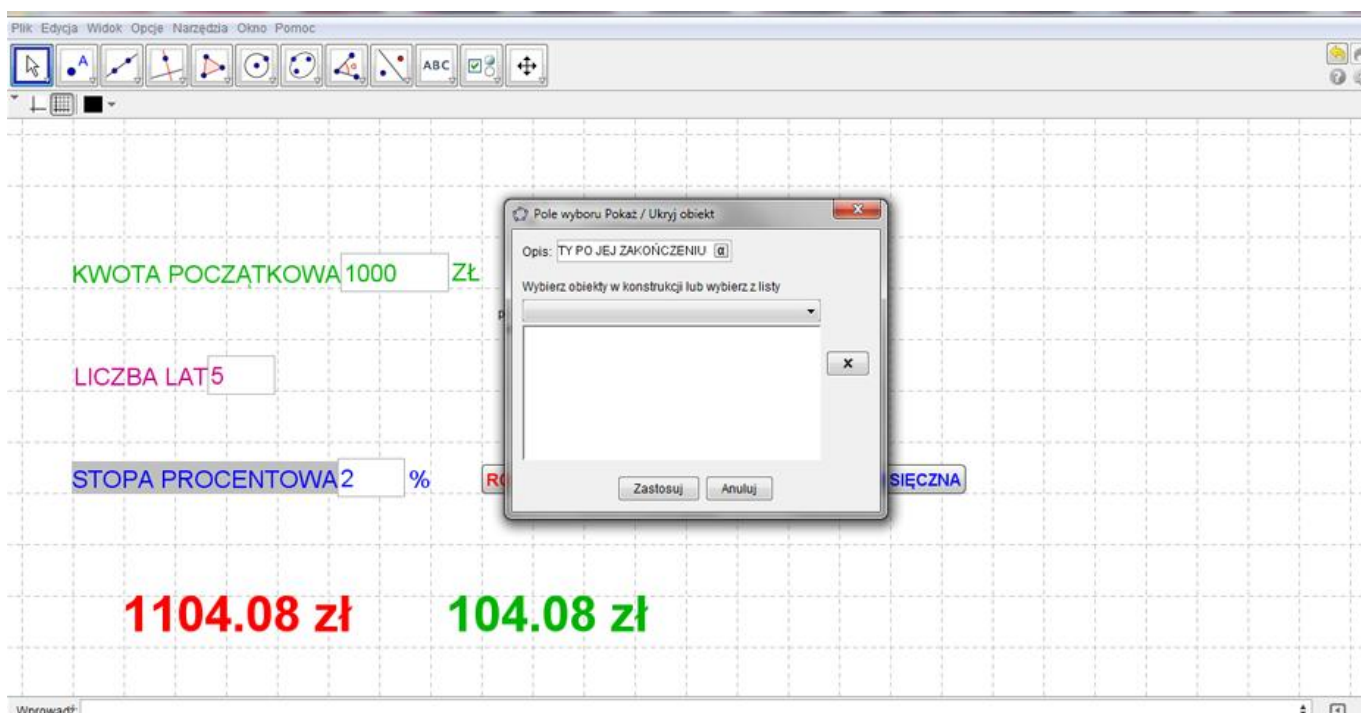 Plik Edycja Widok Opcje Narzędzia Okno Pomoc
A
ABC
Pole wyboru Pokaż / Ukryj obiekt
Opis: TY PO JEJ ZAKOŃCZENIU α
Wybierz obiekty w konstrukcji lub wybierz z listy
KWOTA POCZĄTKOWA 1000 ZŁ
LICZBA LAT 5
STOPA PROCENTOWA 2 %
SIĘCZNA
Zastosuj Anuluj
1104.08 zł 104.08 zł
Wprowadź: